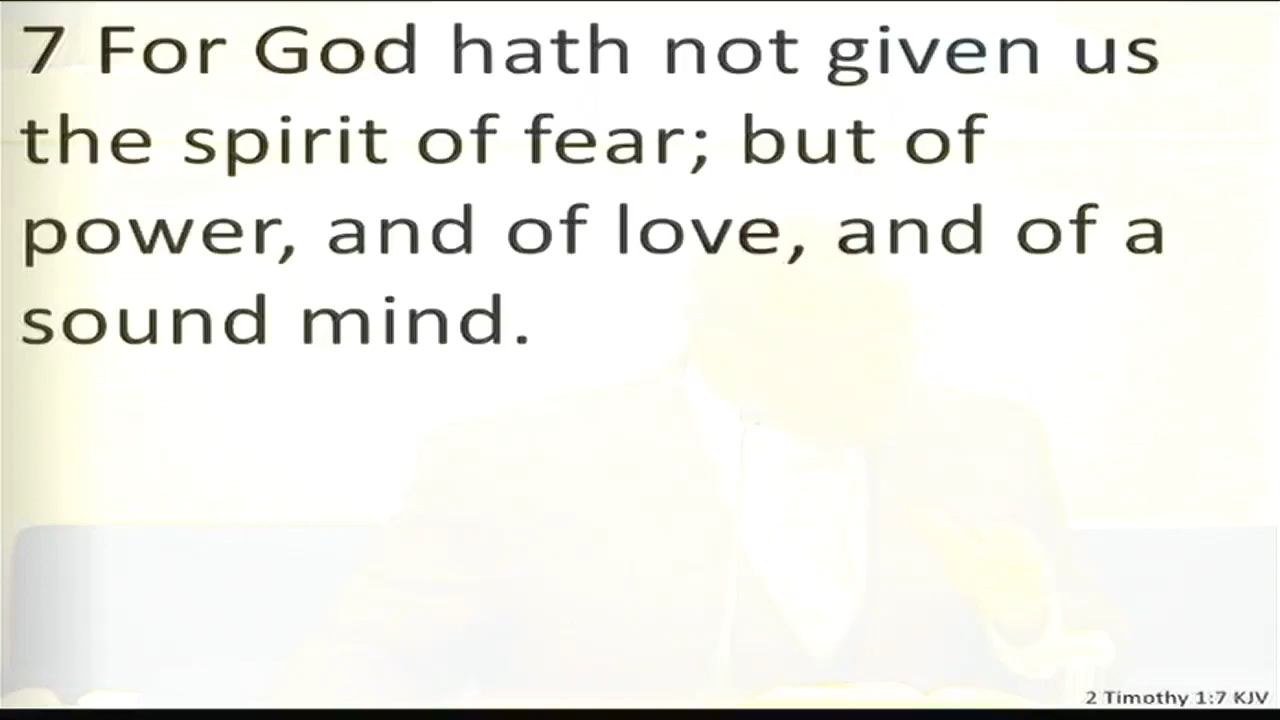 7 For God hath not given us
the spirit of fear; but of
power, and of love, and of a
sound mind.
2 Timothy 1:7 KJV